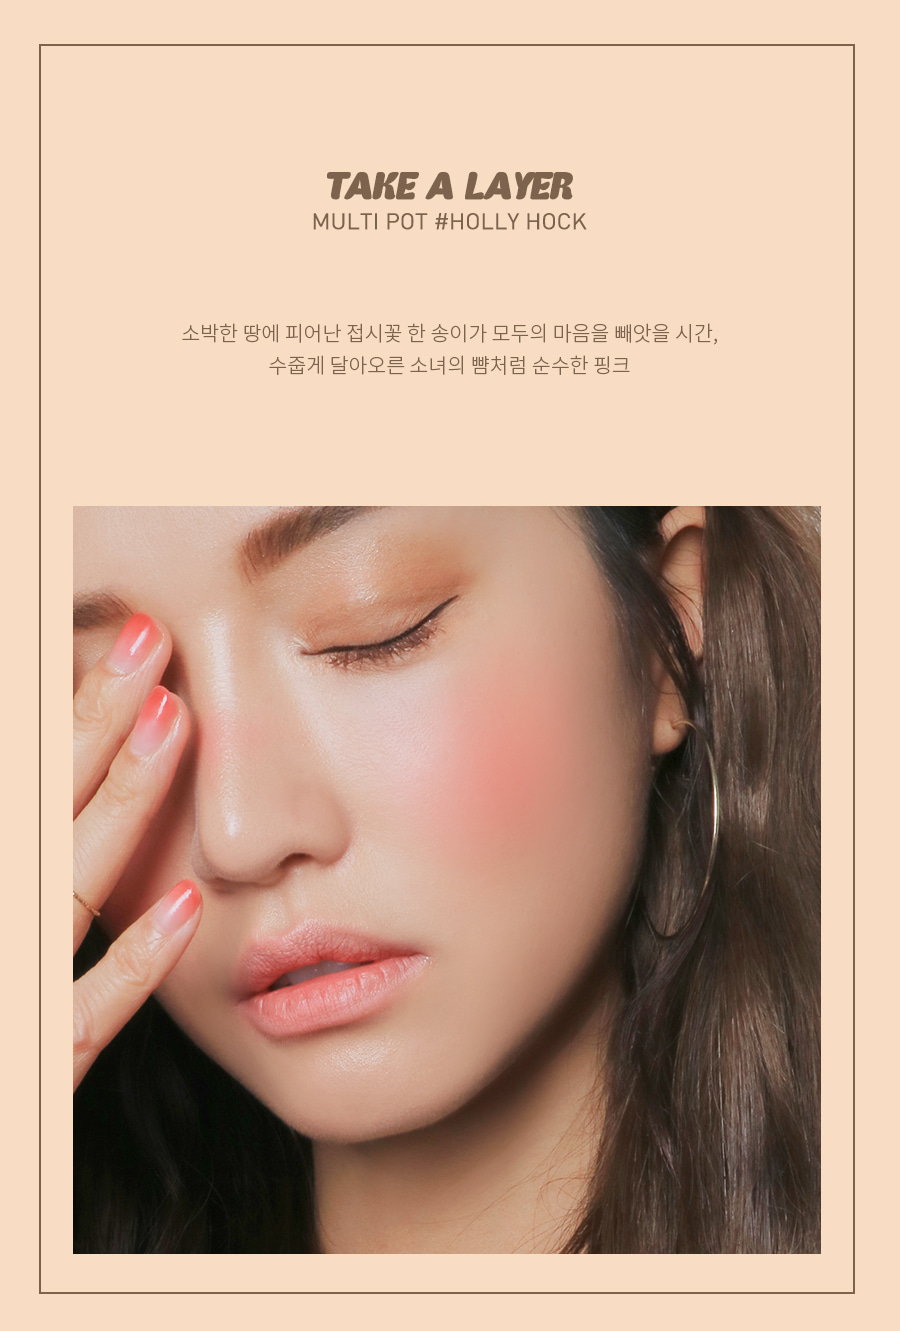 TAKE A LAYER
MULTI POT #HOLLY HOCK
소박한 땅에 피어난 접시꽃 한 송이가 모두의 마음을 빼앗을 시간,
수줍게 달아오른 소녀의 뺨처럼 순수한 핑크